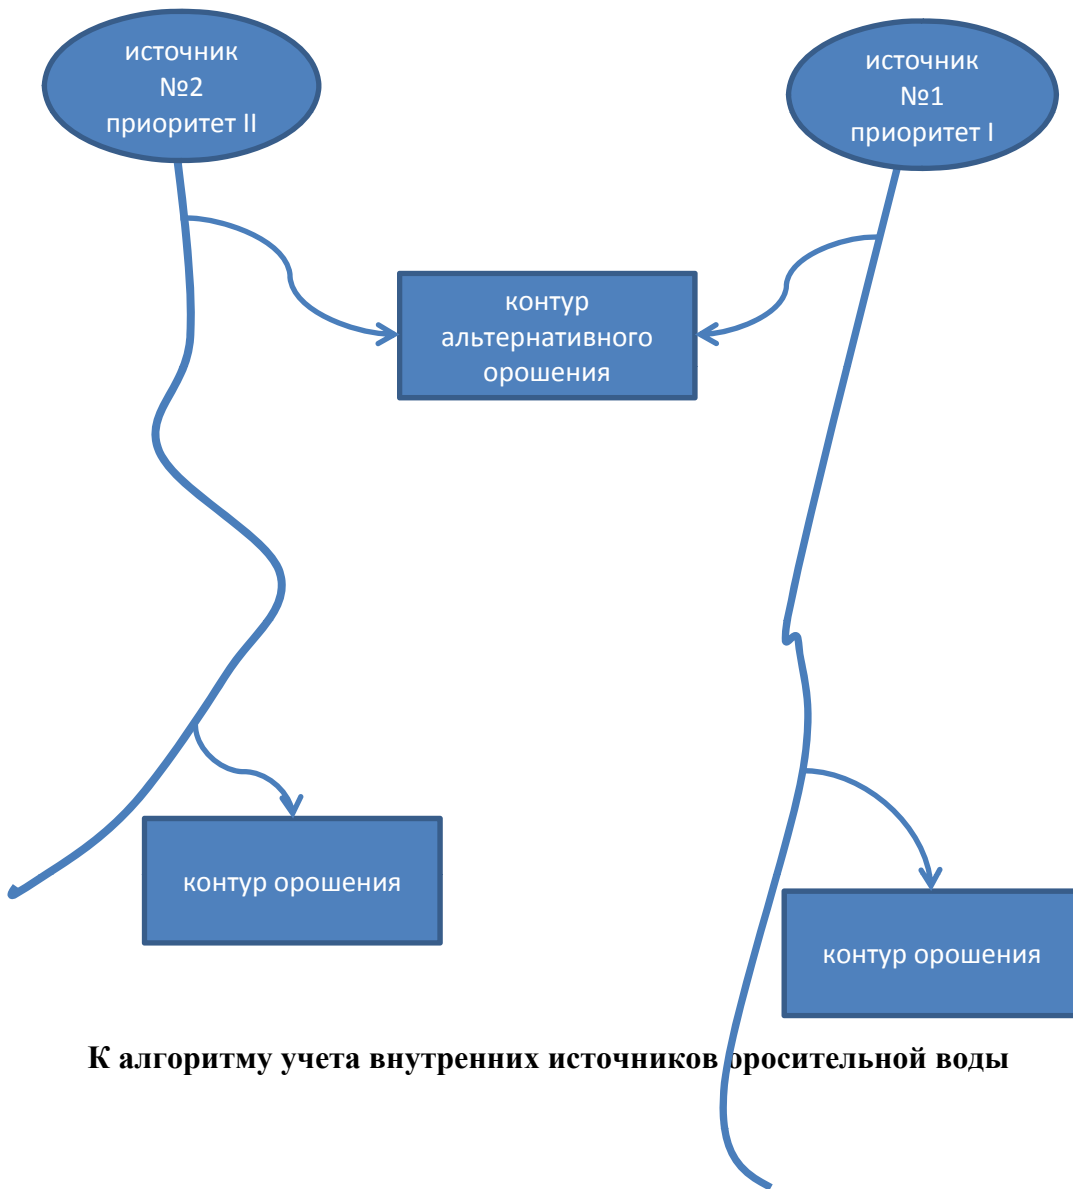 источник
№2
приоритет II
источник
№1
приоритет I
контур
альтернативного
орошения
контур орошения
контур орошения
К алгоритму учета внутренних источников оросительной воды